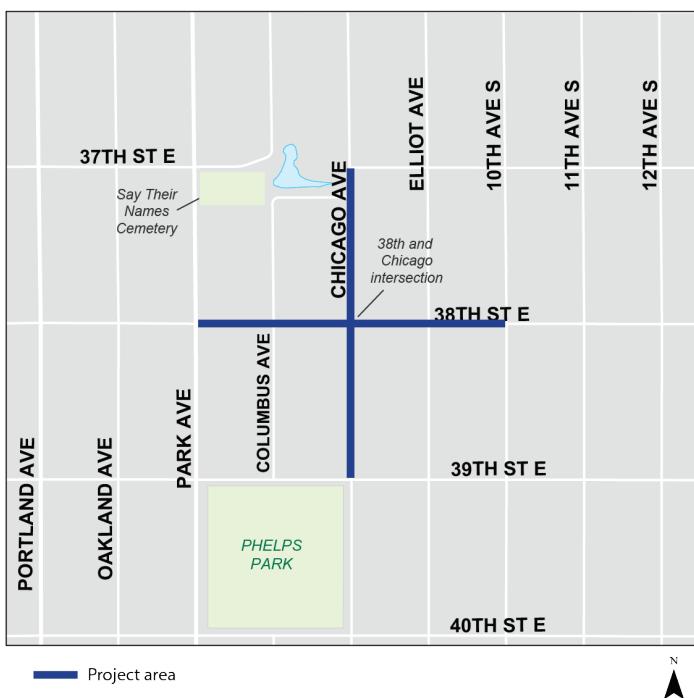 ELLIOT AVE
10TH AVE S
11TH AVE S
12TH AVE S
37TH ST E
Say Their
Names
Cemetery
CHICAGO AVE
38th and
Chicago
intersection
38TH ST E
COLUMBUS AVE
PARK AVE
PORTLAND AVE
OAKLAND AVE
39TH ST E
PHELPS
PARK
40TH ST E
Project area
N